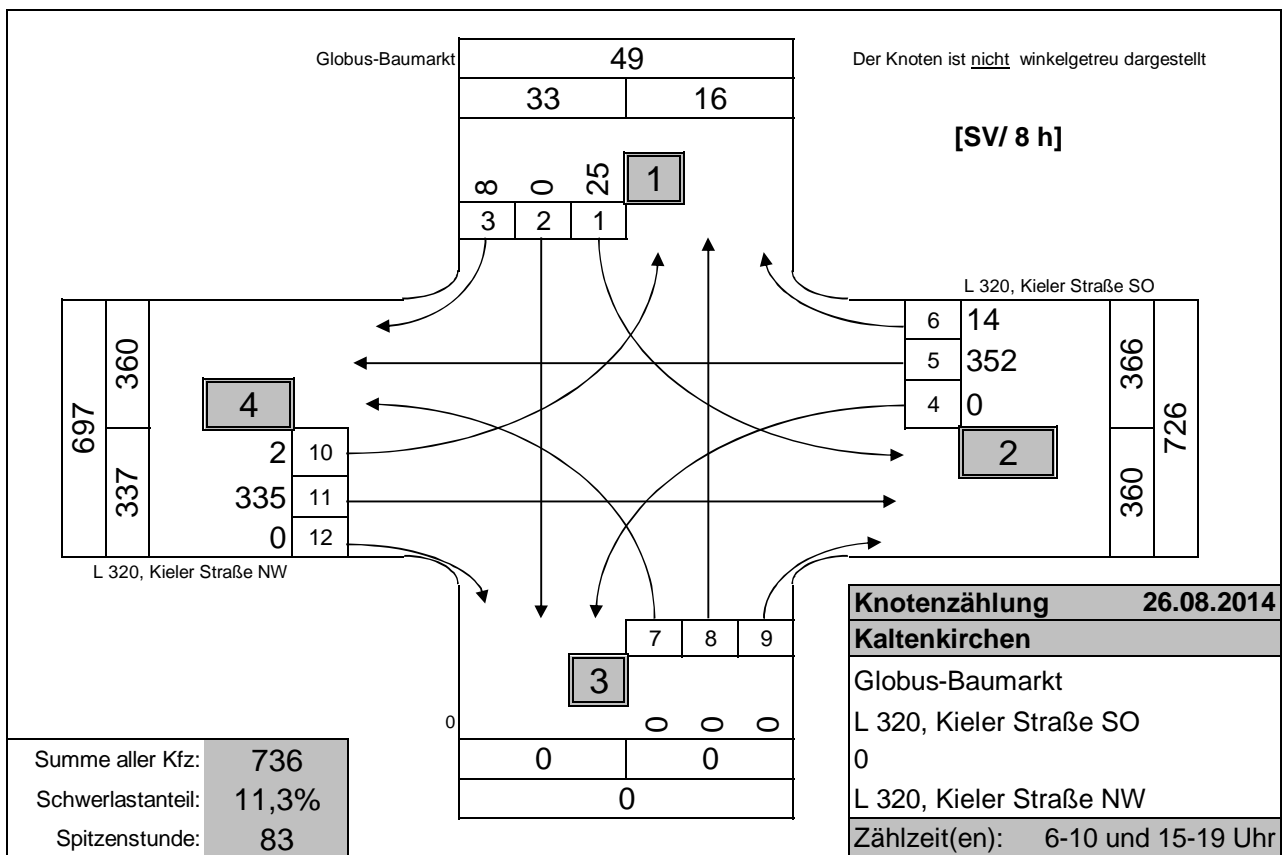 Globus-Baumarkt
49
Der Knoten ist nicht winkelgetreu dargestellt
33 16
[SV/ 8 h]
8 0 25 1
3 2 1
L 320, Kieler Straße SO
6 14
5 352
4 0
366
360
726
2
697
360
337
4
2 10
335 11
0 12
L 320, Kieler Straße NW
7 8 9
3
0
0 0 0
0 0
0
Knotenzählung 26.08.2014
Kaltenkirchen
Globus-Baumarkt
L 320, Kieler Straße SO
0
L 320, Kieler Straße NW
Zählzeit(en): 6-10 und 15-19 Uhr
Summe aller Kfz: 736
Schwerlastanteil: 11,3%
Spitzenstunde: 83